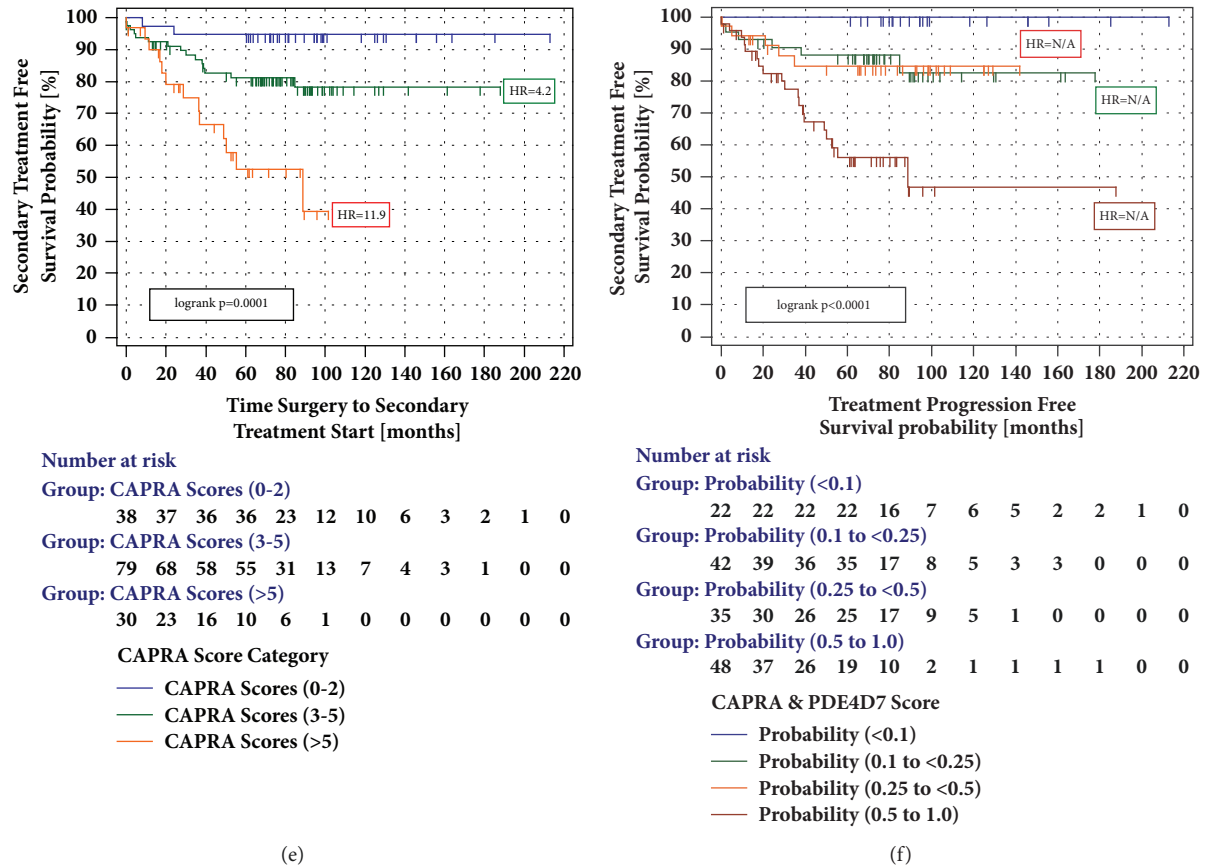 Secondary Treatment Free
Survival Probability [%]
100
90
80
70
60
50
40
30
20
10
0
HR=4.2
HR=11.9
logrank p=0.0001
0 20 40 60 80 100 120 140 160 180 200 220
Time Surgery to Secondary
Treatment Start [months]
Number at risk
Group: CAPRA Scores (0-2)
38 37 36 36 23 12 10 6 3 2 1 0
Group: CAPRA Scores (3-5)
79 68 58 55 31 13 7 4 3 1 0 0
Group: CAPRA Scores (>5)
30 23 16 10 6 1 0 0 0 0 0 0
CAPRA Score Category
CAPRA Scores (0-2)
CAPRA Scores (3-5)
CAPRA Scores (>5)
(e)
Secondary Treatment Free
Survival Probability [%]
100
90
80
70
60
50
40
30
20
10
0
HR=N/A
HR=N/A
HR=N/A
logrank p<0.0001
0 20 40 60 80 100 120 140 160 180 200 220
Treatment Progression Free
Survival probability [months]
Number at risk
Group: Probability (<0.1)
22 22 22 22 16 7 6 5 2 2 1 0
Group: Probability (0.1 to <0.25)
42 39 36 35 17 8 5 3 3 0 0 0
Group: Probability (0.25 to <0.5)
35 30 26 25 17 9 5 1 0 0 0 0
Group: Probability (0.5 to 1.0)
48 37 26 19 10 2 1 1 1 1 0 0
CAPRA & PDE4D7 Score
Probability (<0.1)
Probability (0.1 to <0.25)
Probability (0.25 to <0.5)
Probability (0.5 to 1.0)
(f)